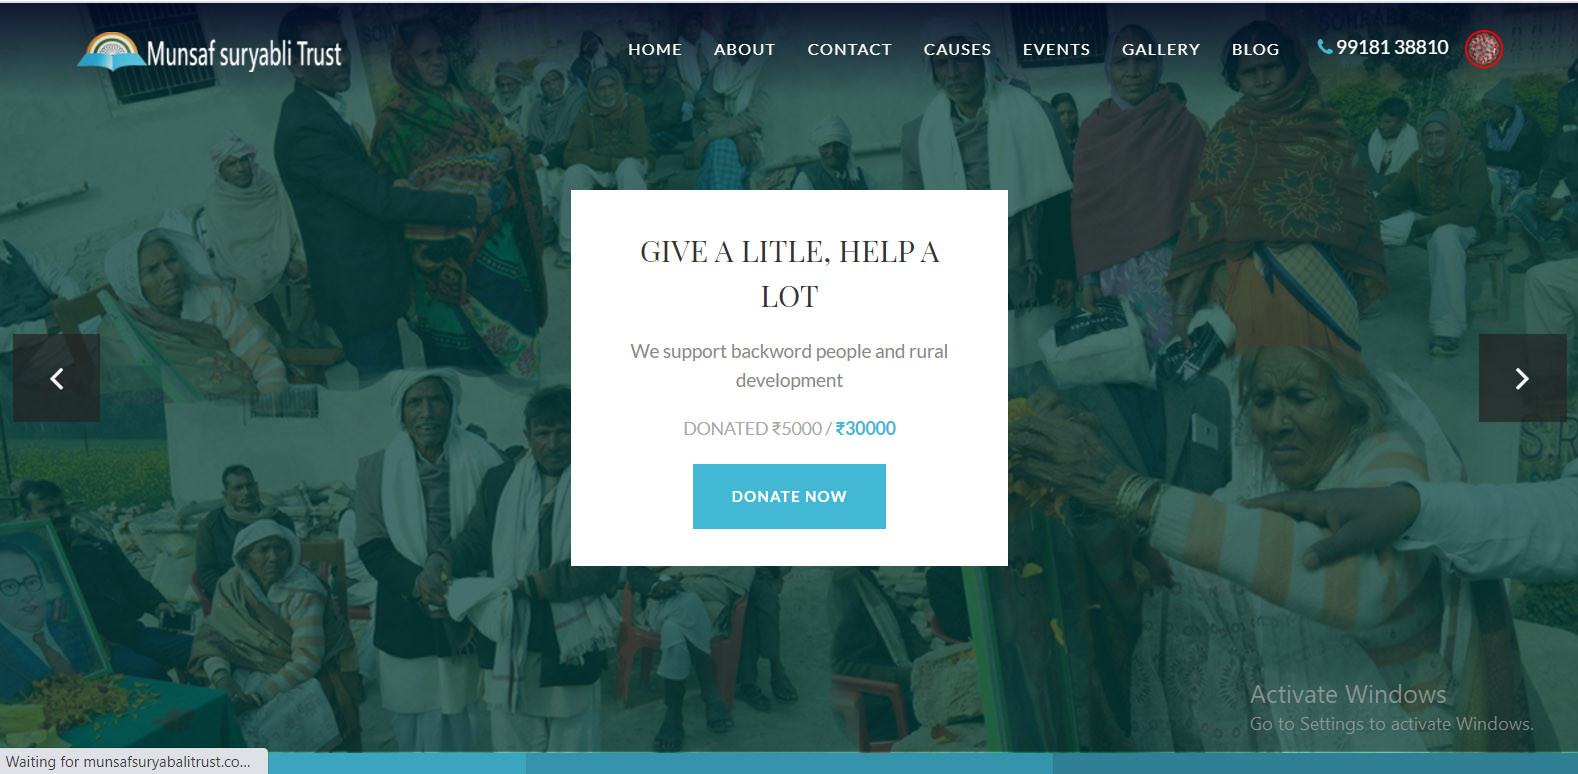 Munsaf suryabli Trust
HOME ABOUT CONTACT CAUSES EVENTS GALLERY BLOG 99181 38810
GIVE A LITLE, HELP A
LOT
We support backword people and rural
development
DONATED ₹5000 / ₹30000
DONATE NOW
S.R
Activate Windows
Go to Settings to activate Windows.
Waiting for munsafsuryabalitrust.co...